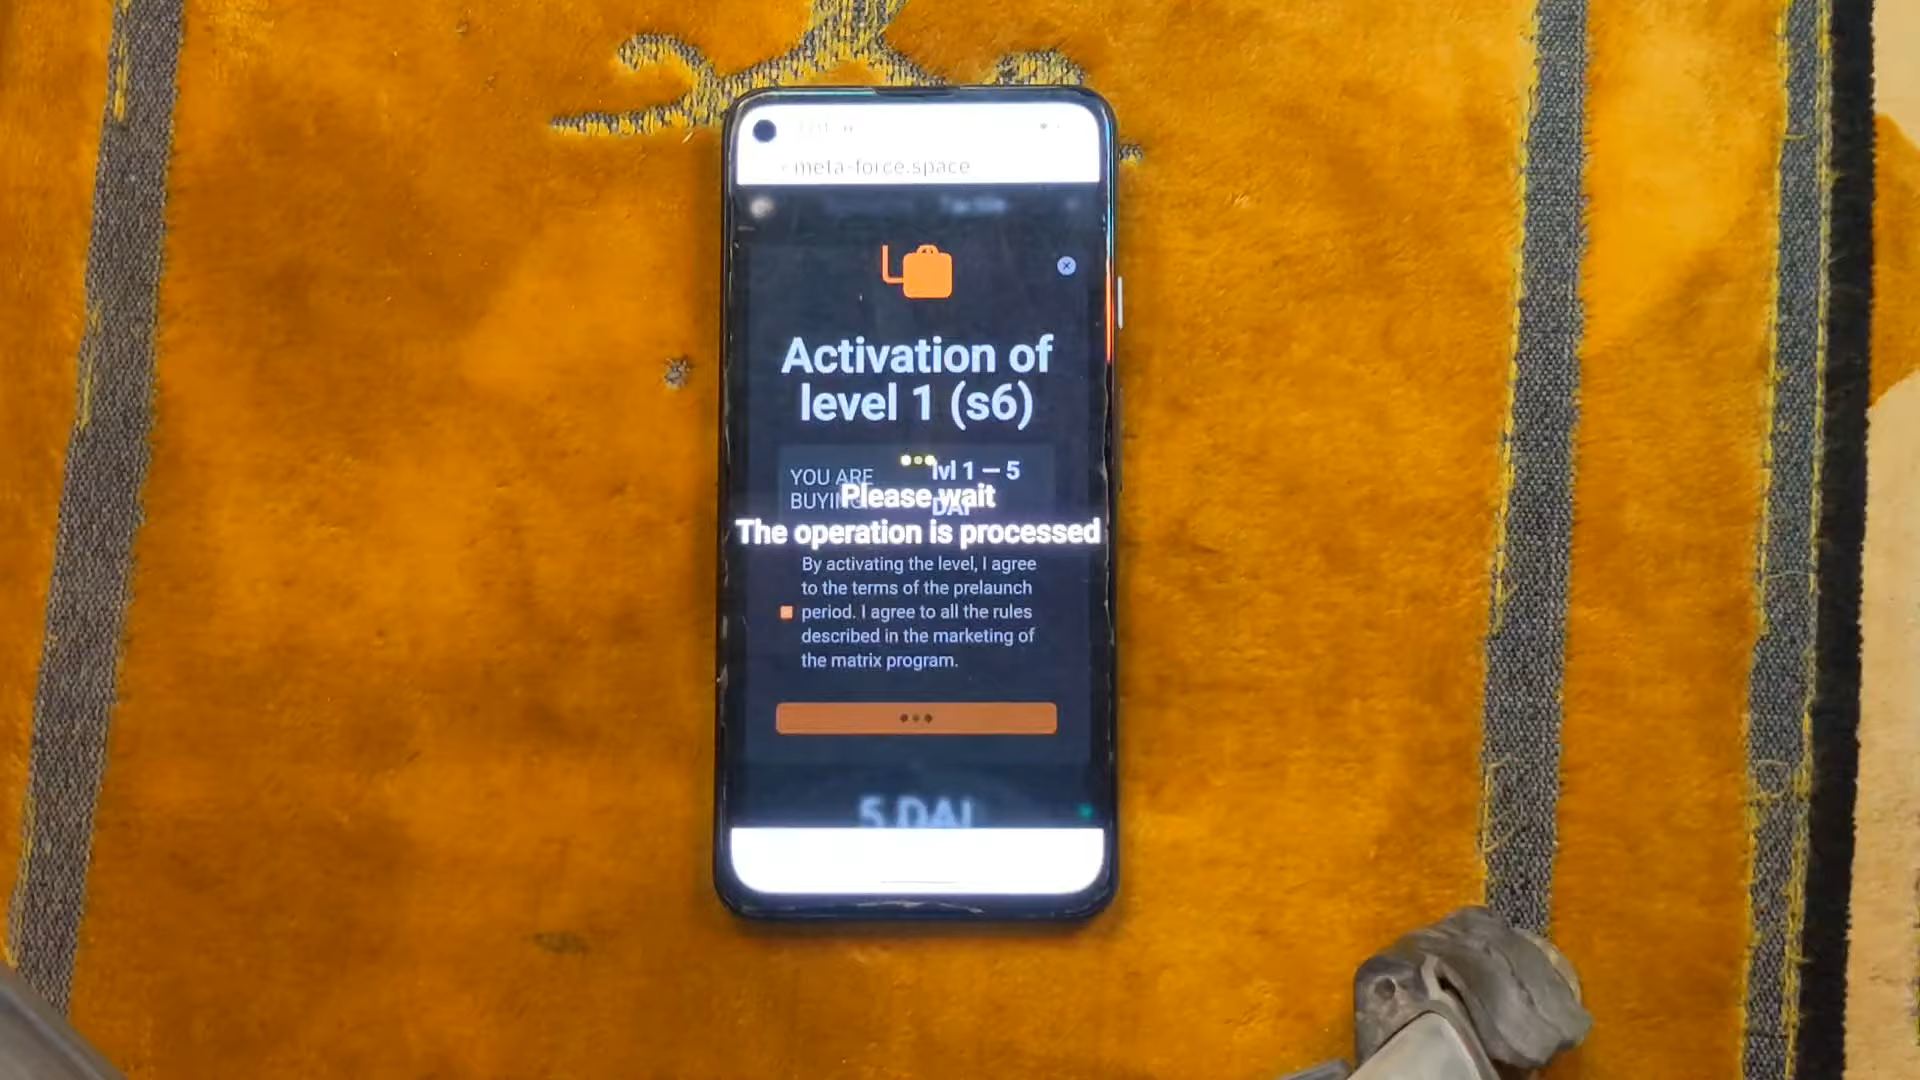 meta-force.space
Activation of
level 1 (s6)
YOU ARE
BUYING
lvl 1 — 5
DAI
Please wait
The operation is processed
By activating the level, I agree
to the terms of the prelaunch
period. I agree to all the rules
described in the marketing of
the matrix program.
5 DAI